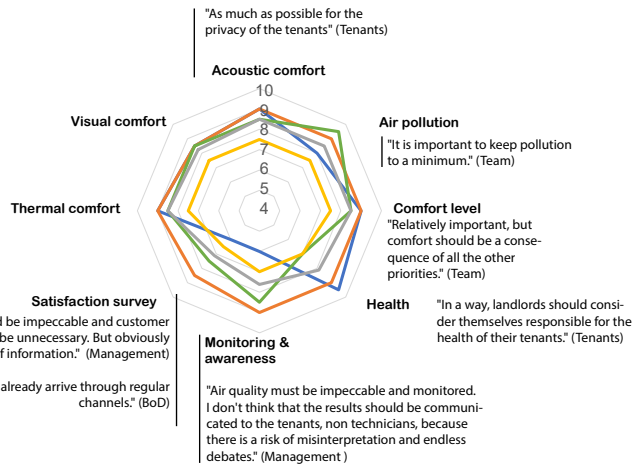 "As much as possible for the
privacy of the tenants" (Tenants)
Acoustic comfort
10
9
8
7
6
5
4
Visual comfort
Air pollution
"It is important to keep pollution
to a minimum." (Team)
Thermal comfort
Comfort level
"Relatively important, but
comfort should be a conse-
quence of all the other
priorities." (Team)
Satisfaction survey
be impeccable and customer
be unnecessary. But obviously
of information." (Management)
already arrive through regular
channels." (BoD)
Health
"In a way, landlords should consi-
der themselves responsible for the
health of their tenants." (Tenants)
Monitoring &
awareness
"Air quality must be impeccable and monitored.
I don't think that the results should be communi-
cated to the tenants, non technicians, because
there is a risk of misinterpretation and endless
debates." (Management )